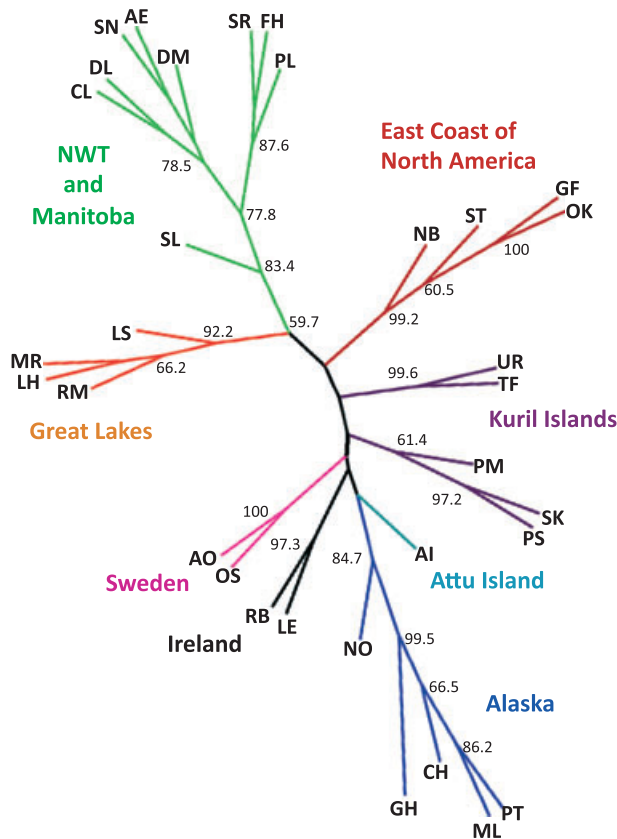 AE
SN
SR
FH
DM
PL
DL
CL
NWT
and
Manitoba
87.6
78.5
77.8
SL
83.4
59.7
East Coast of
North America
GF
OK
ST
NB
100
60.5
99.2
LS
92.2
MR
LH
RM
66.2
Great Lakes
99.6
UR
TF
Kuril Islands
61.4
PM
97.2
SK
PS
100
AO
OS
Sweden
97.3
RB
LE
Ireland
AI
Attu Island
84.7
NO
99.5
66.5
Alaska
86.2
CH
GH
PT
ML